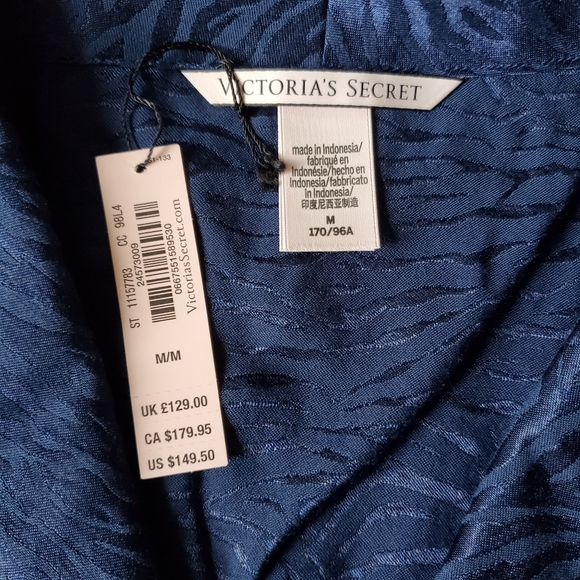 VICTORIA'S SECRET
made in Indonesia/
fabriqué en
Indonésie/hecho en
Indonesia/fabbricato
in Indonesia/
印度尼西亚制造
M
170/96A
ST 11157783 CC 98L4
24573009
0667551589530
VictoriasSecret.com
M/M
UK £129.00
CA $179.95
US $149.50